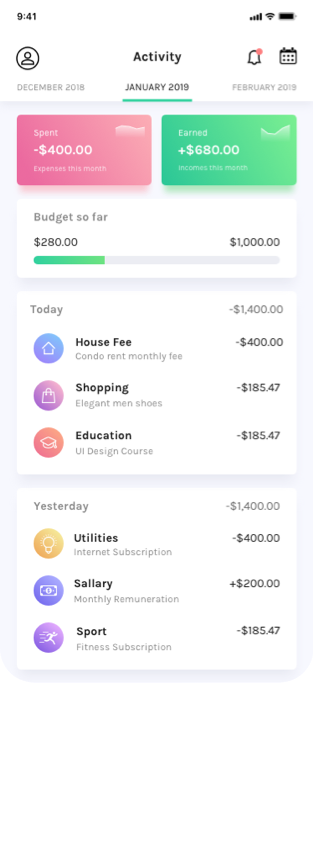 9:41
Activity
DECEMBER 2018 JANUARY 2019 FEBRUARY 2019
Spent
-$400.00
Expenses this month
Earned
+$680.00
Incomes this month
Budget so far
$280.00 $1,000.00
Today -$1,400.00
House Fee -$400.00
Condo rent monthly fee
Shopping -$185.47
Elegant men shoes
Education -$185.47
UI Design Course
Yesterday -$1,400.00
Utilities -$400.00
Internet Subscription
Sallary +$200.00
Monthly Remuneration
Sport -$185.47
Fitness Subscription